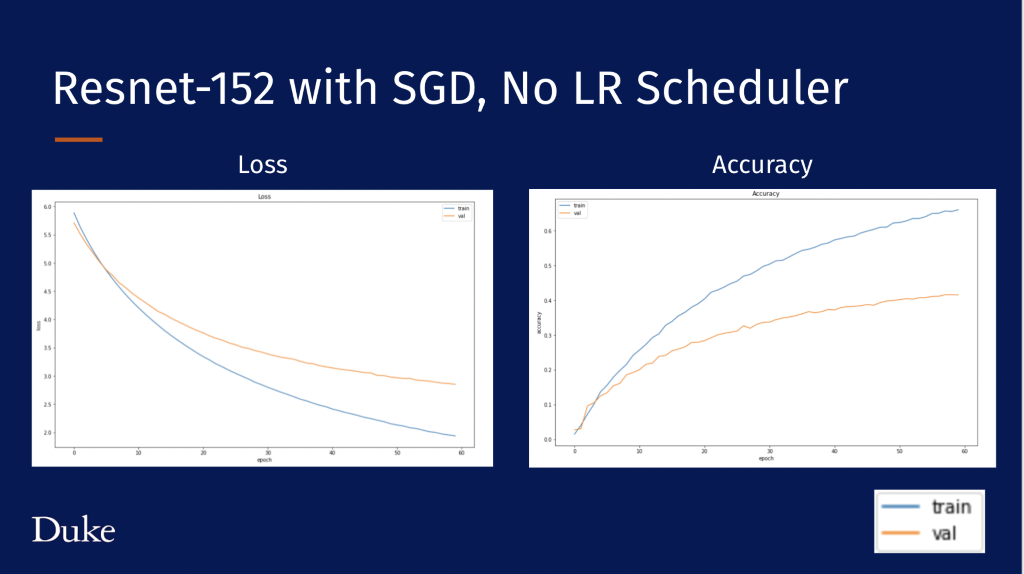 Resnet-152 with SGD, No LR Scheduler
Loss
Accuracy
Loss
train
val
6.0
5.5
5.0
4.5
4.0
3.5
3.0
2.5
2.0
loss
0 10 20 30 40 50 60
epoch
Accuracy
train
val
0.6
0.5
0.4
0.3
0.2
0.1
0.0
accuracy
0 10 20 30 40 50 60
epoch
Duke
train
val